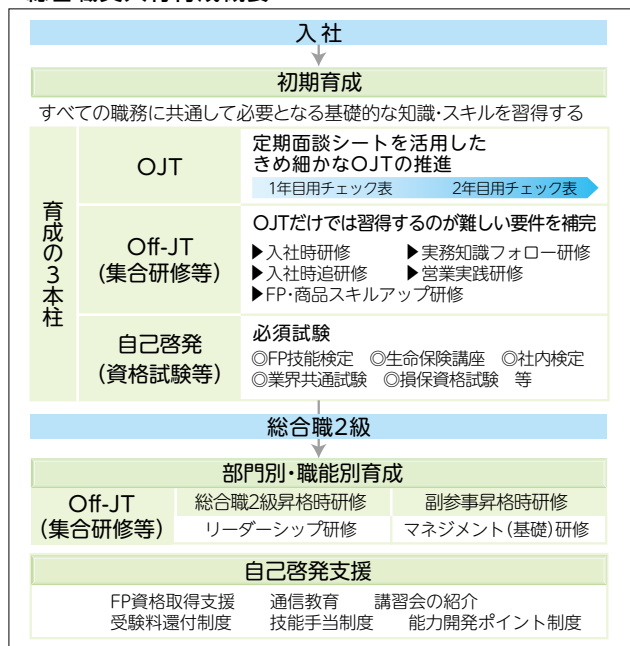 入社
初期育成
すべての職務に共通して必要となる基礎的な知識・スキルを習得する
育成の3本柱
OJT
定期面談シートを活用した
きめ細かなOJTの推進
1年目用チェック表 2年目用チェック表
Off-JT
(集合研修等)
OJTだけでは習得するのが難しい要件を補完
▶入社時研修 ▶実務知識フォロー研修
▶入社時追研修 ▶営業実践研修
▶FP・商品スキルアップ研修
自己啓発
(資格試験等)
必須試験
◎FP技能検定 ◎生命保険講座 ◎社内検定
◎業界共通試験 ◎損保資格試験 等
総合職2級
部門別・職能別育成
Off-JT
(集合研修等)
総合職2級昇格時研修 副参事昇格時研修
リーダーシップ研修 マネジメント(基礎)研修
自己啓発支援
FP資格取得支援 通信教育 講習会の紹介
受験料還付制度 技能手当制度 能力開発ポイント制度